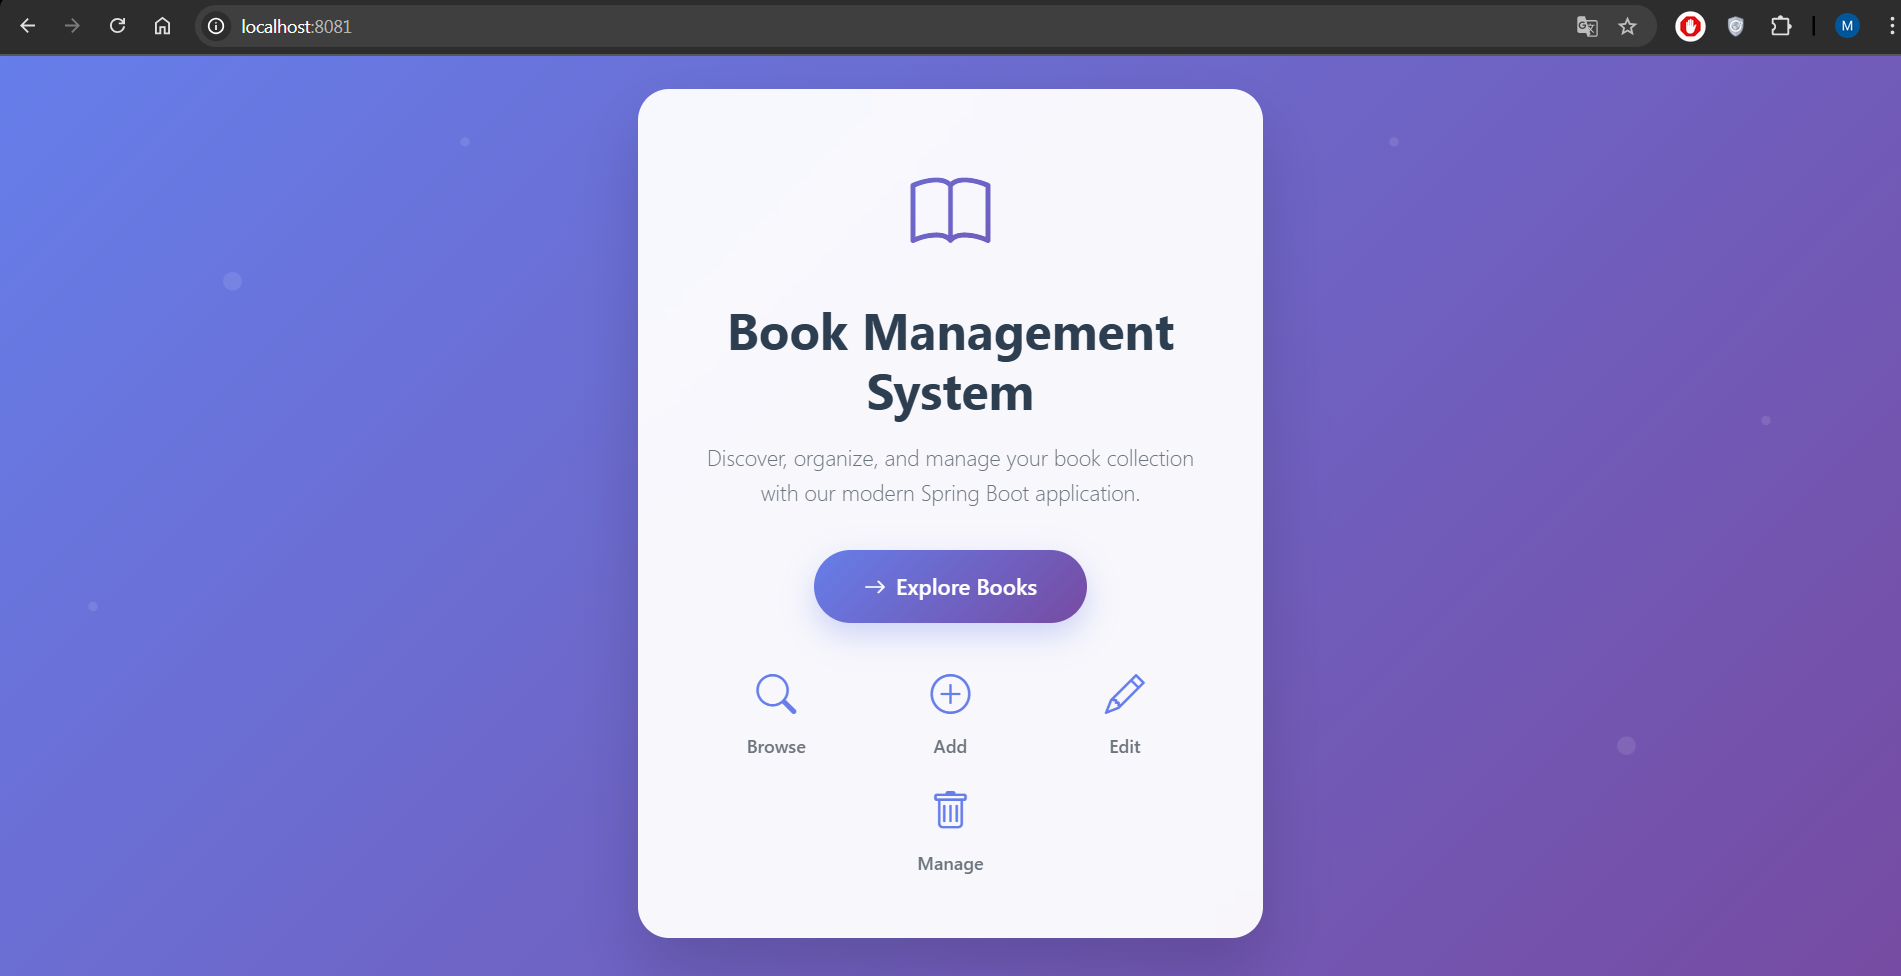 localhost:8081
M
Book Management
System
Discover, organize, and manage your book collection
with our modern Spring Boot application.
→ Explore Books
Browse
Add
Edit
Manage